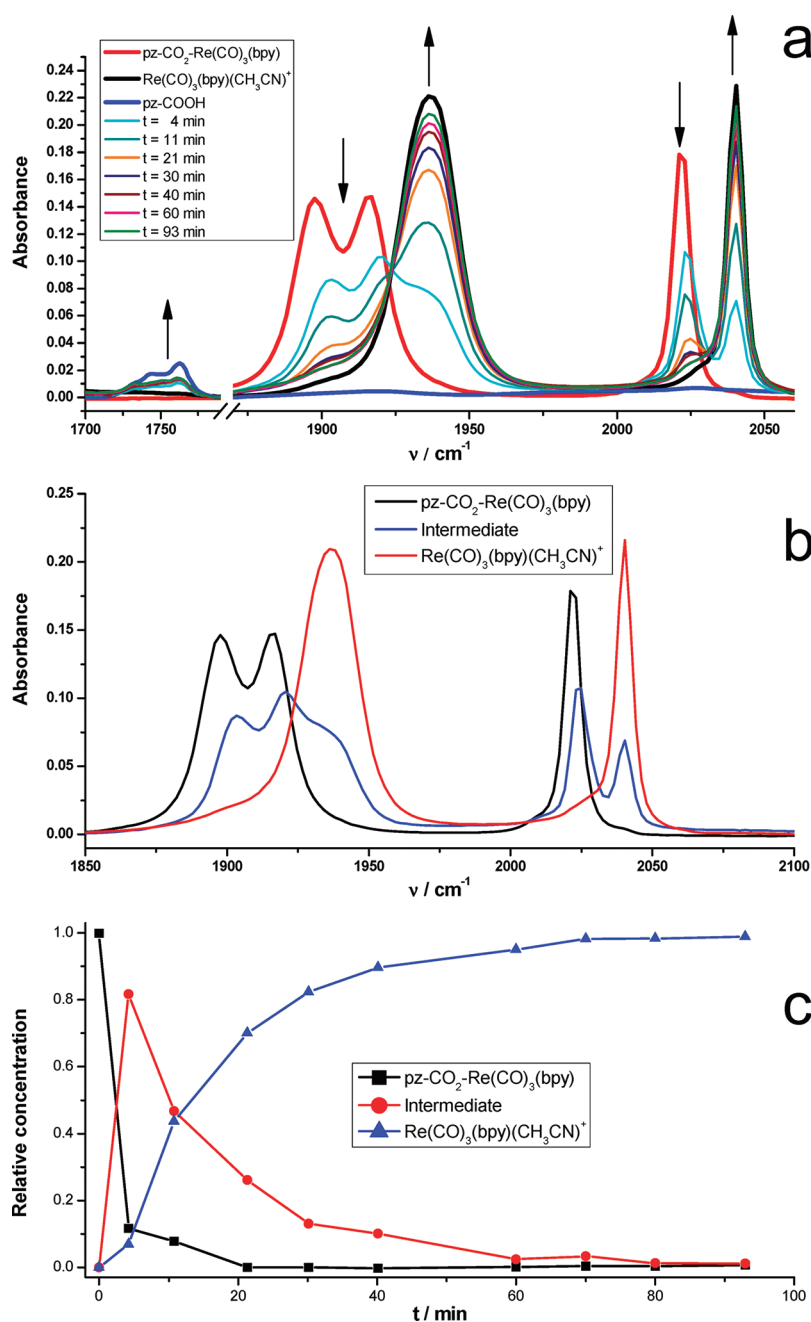 a
pz-CO2-Re(CO)3(bpy)
Re(CO)3(bpy)(CH3CN)+
pz-COOH
t = 4 min
t = 11 min
t = 21 min
t = 30 min
t = 40 min
t = 60 min
t = 93 min
Absorbance
0.24
0.22
0.20
0.18
0.16
0.14
0.12
0.10
0.08
0.06
0.04
0.02
0.00
1700 1750 1900 1950 2000 2050
ν / cm-1
b
pz-CO2-Re(CO)3(bpy)
Intermediate
Re(CO)3(bpy)(CH3CN)+
Absorbance
0.25
0.20
0.15
0.10
0.05
0.00
1850 1900 1950 2000 2050 2100
ν / cm-1
c
pz-CO2-Re(CO)3(bpy)
Intermediate
Re(CO)3(bpy)(CH3CN)+
Relative concentration
1.0
0.8
0.6
0.4
0.2
0.0
0 20 40 60 80 100
t / min